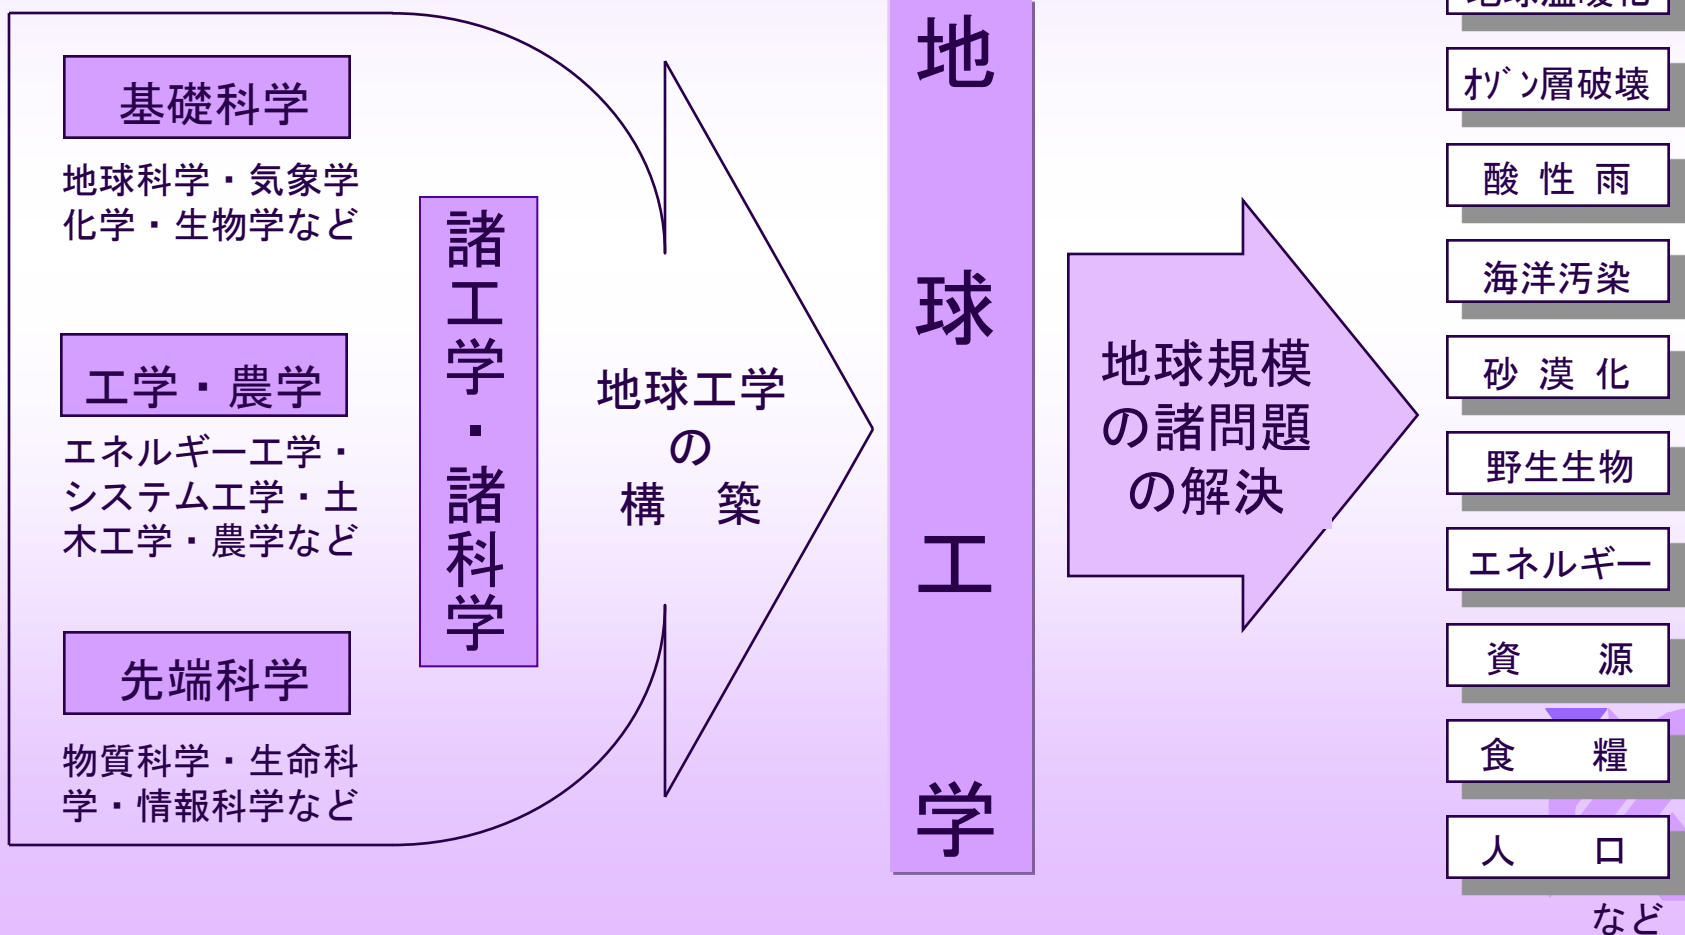 基礎科学
地球科学・気象学
化学・生物学など
工学・農学
エネルギー工学・
システム工学・土
木工学・農学など
先端科学
物質科学・生命科
学・情報科学など
諸工学・諸科学
地球工学
の
構　築
地球工学
地球規模
の諸問題
の解決
地球温暖化
ｵｿﾞﾝ層破壊
酸 性 雨
海洋汚染
砂 漠 化
野生生物
エネルギー
資　　源
食　　糧
人　　口
など